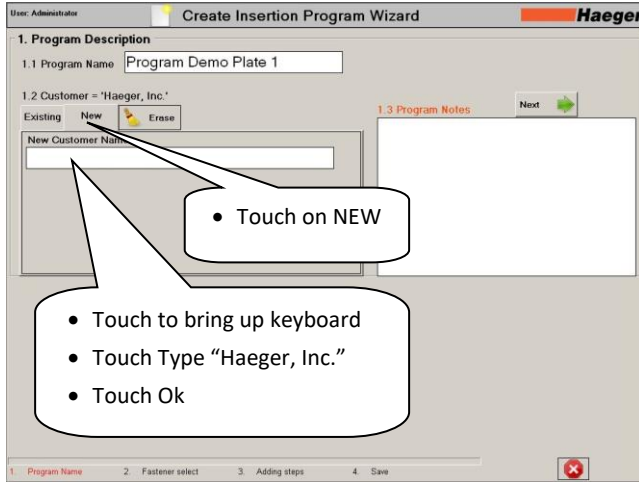 User: Administrator
Create Insertion Program Wizard
Haeger
1. Program Description
1.1 Program Name
Program Demo Plate 1
1.2 Customer = 'Haeger, Inc.'
Existing
New
Erase
1.3 Program Notes
Next
New Customer Name
• Touch on NEW
• Touch to bring up keyboard
• Touch Type “Haeger, Inc.”
• Touch Ok
1. Program Name
2. Fastener select
3. Adding steps
4. Save